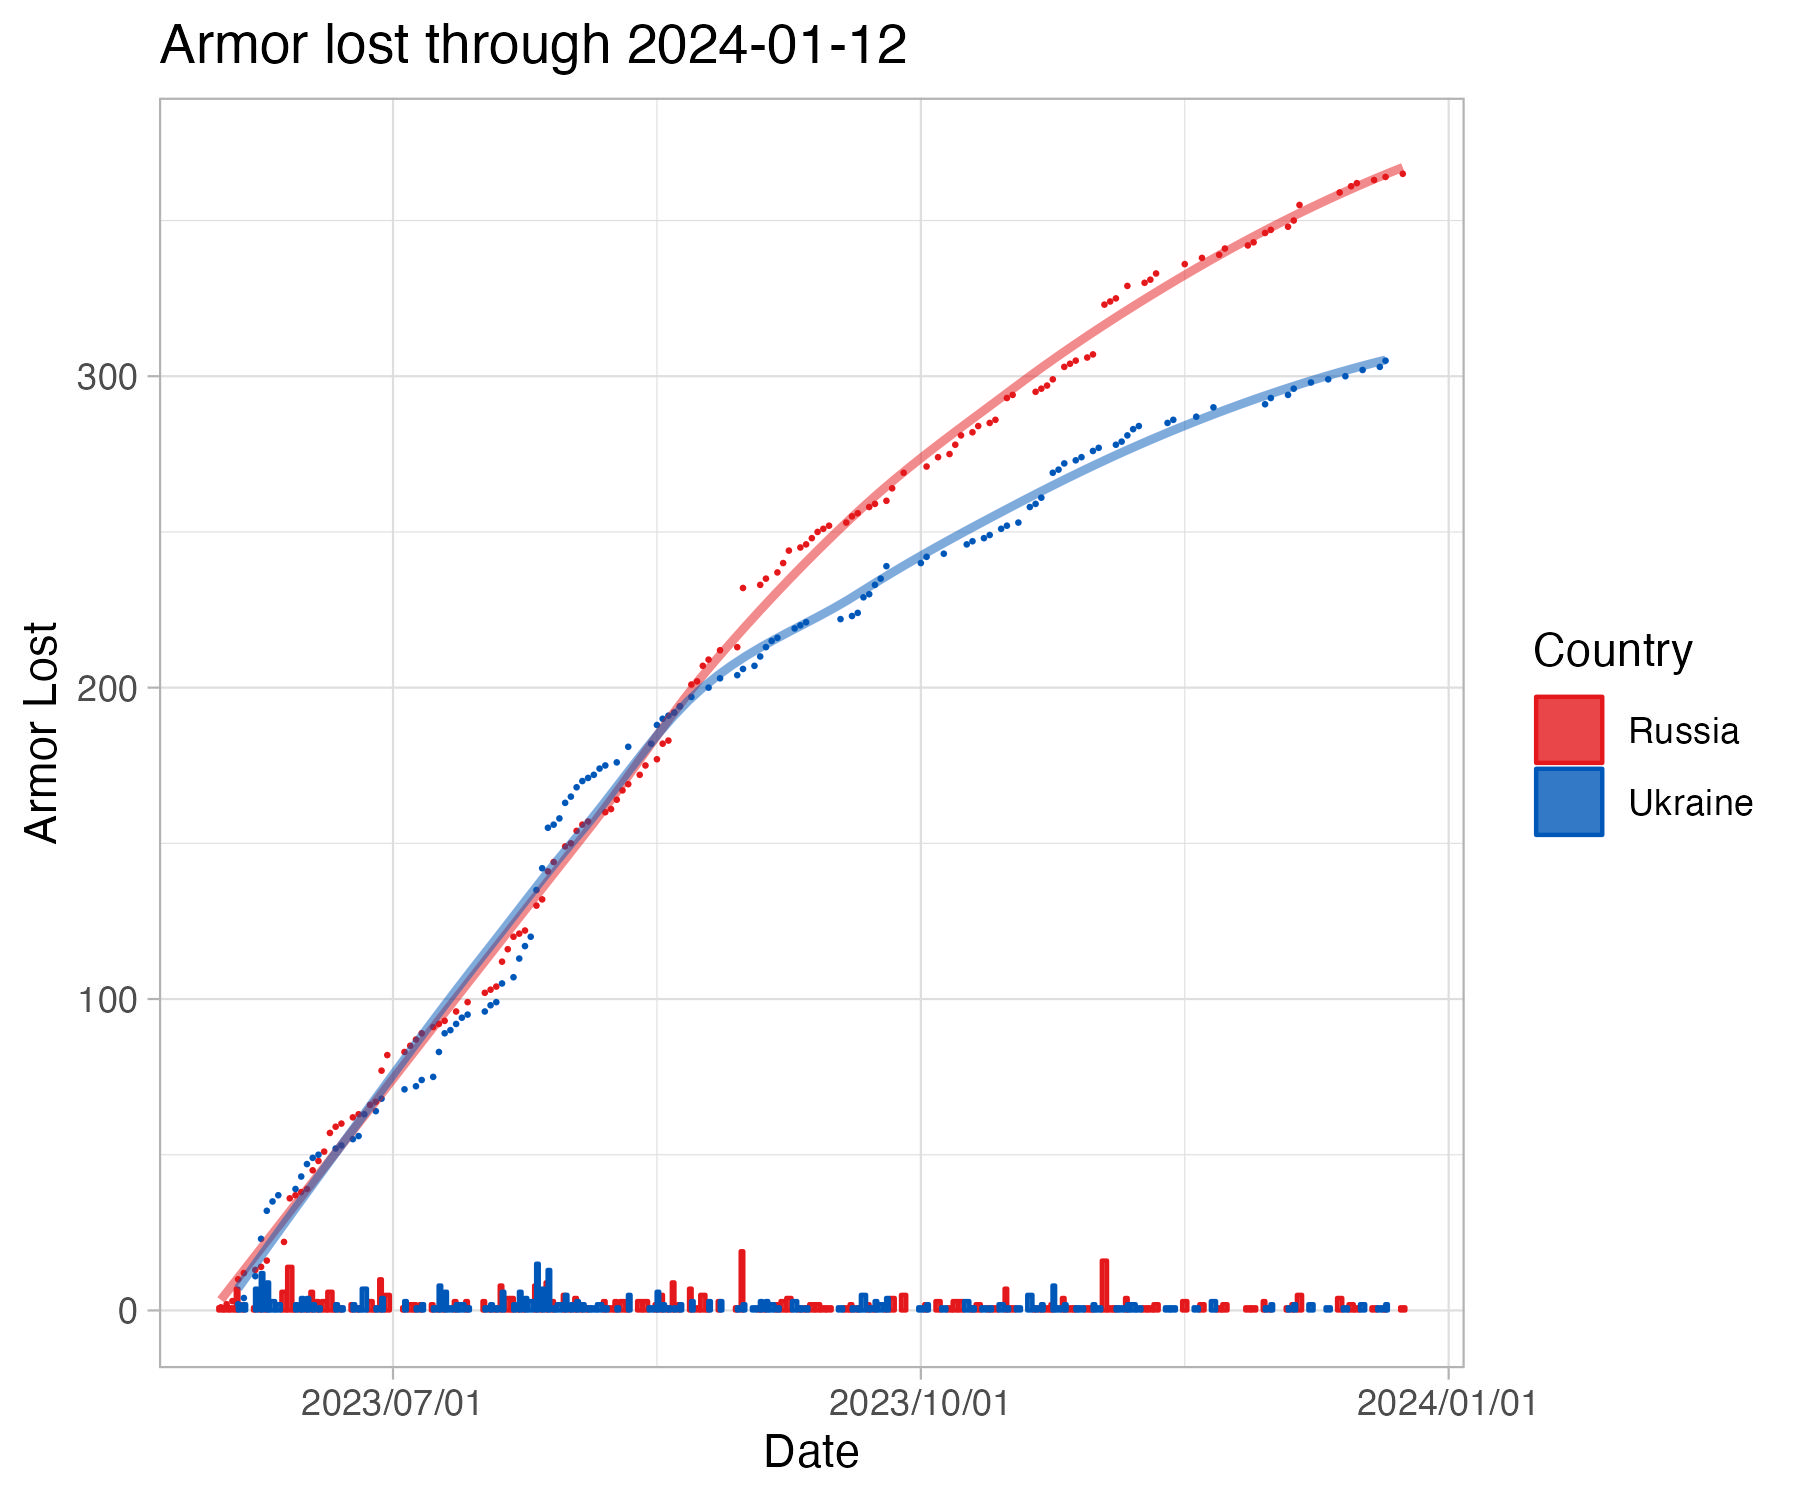 Armor lost through 2024-01-12
Armor Lost
300
200
100
0
2023/07/01
2023/10/01
2024/01/01
Date
Country
Russia
Ukraine